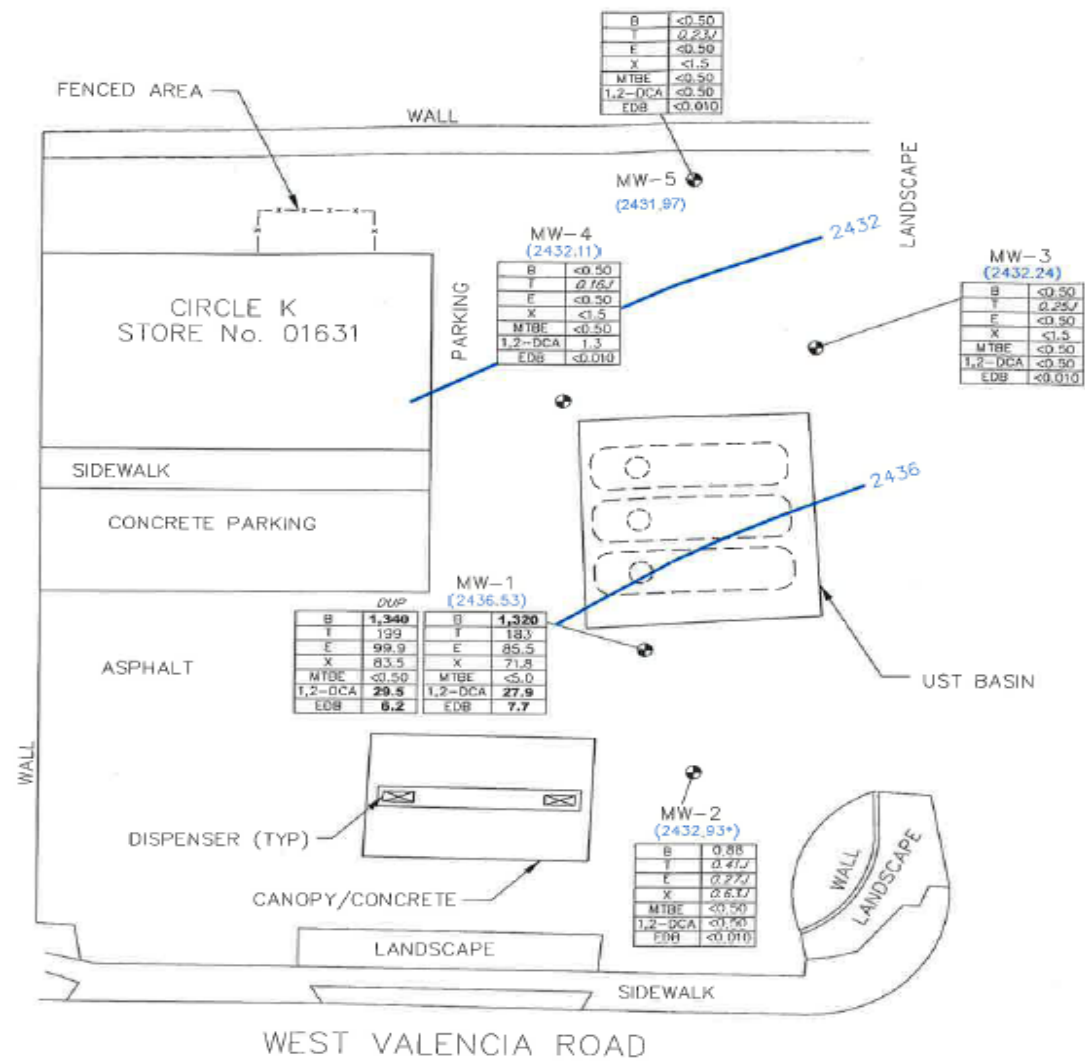 B <0.50
T 0.23J
E <0.50
X <1.5
MTBE <0.50
1,2-DCA <0.50
EDB <0.010
FENCED AREA
WALL
MW-5
(2431.97)
LANDSCAPE
2432
MW-4
(2432.11)
B <0.50
T 0.16J
E <0.50
X <1.5
MTBE <0.50
1,2-DCA 1.3
EDB <0.010
MW-3
(2432.24)
B <0.50
T 0.25J
E <0.50
X <1.5
MTBE <0.50
1,2-DCA <0.50
EDB <0.010
CIRCLE K
STORE No. 01631
PARKING
SIDEWALK
CONCRETE PARKING
2436
MW-1
(2436.53)
DUP
B 1,340 B 1,320
T 199 T 183
E 99.9 E 85.5
X 83.5 X 71.8
MTBE <0.50 MTBE <5.0
1,2-DCA 29.5 1,2-DCA 27.9
EDB 6.2 EDB 7.7
ASPHALT
UST BASIN
WALL
DISPENSER (TYP)
MW-2
(2432.93*)
B 0.88
T 0.41J
E 0.27J
X 0.63J
MTBE <0.50
1,2-DCA <0.50
EDB <0.010
WALL
LANDSCAPE
CANOPY/CONCRETE
LANDSCAPE
SIDEWALK
WEST VALENCIA ROAD